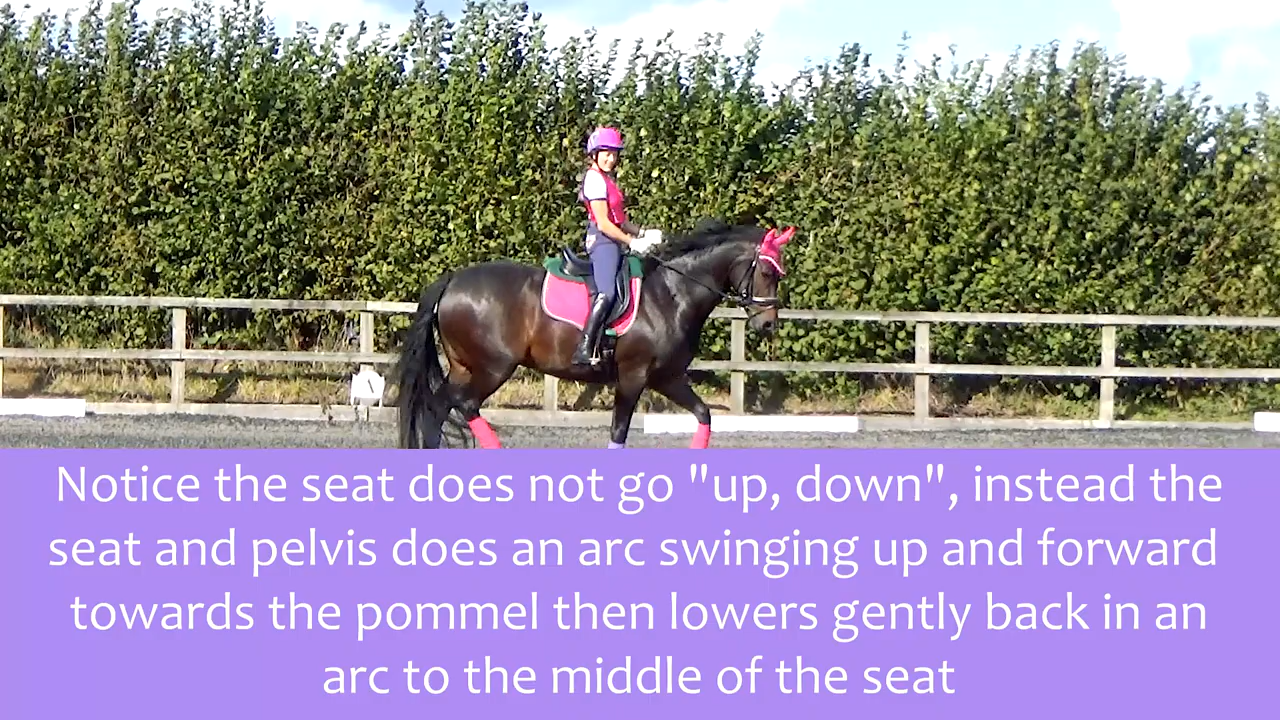 Notice the seat does not go "up, down", instead the
seat and pelvis does an arc swinging up and forward
towards the pommel then lowers gently back in an
arc to the middle of the seat